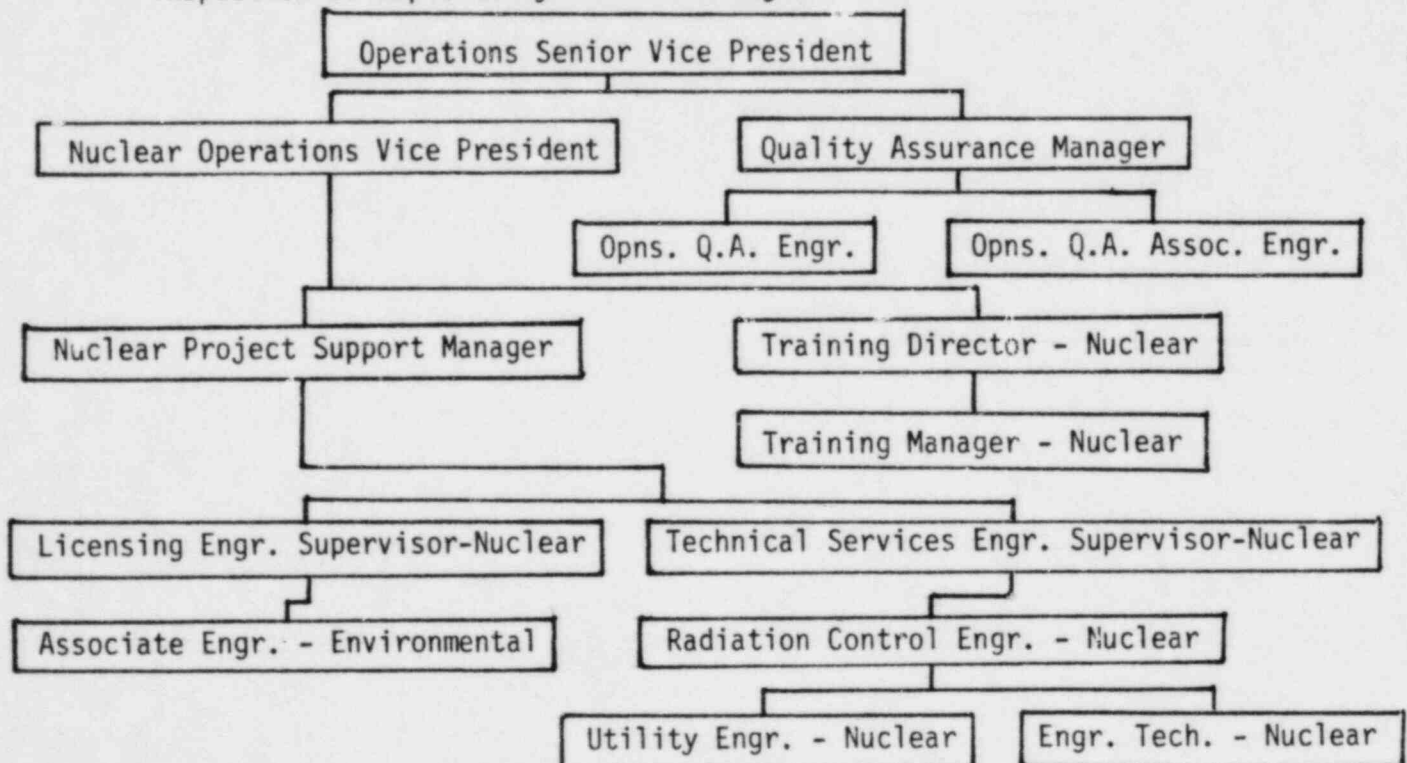 Operations Senior Vice President
Nuclear Operations Vice President
Quality Assurance Manager
Opns. Q.A. Engr.
Opns. Q.A. Assoc. Engr.
Nuclear Project Support Manager
Training Director - Nuclear
Training Manager - Nuclear
Licensing Engr. Supervisor-Nuclear
Technical Services Engr. Supervisor-Nuclear
Associate Engr. - Environmental
Radiation Control Engr. - Nuclear
Utility Engr. - Nuclear
Engr. Tech. - Nuclear